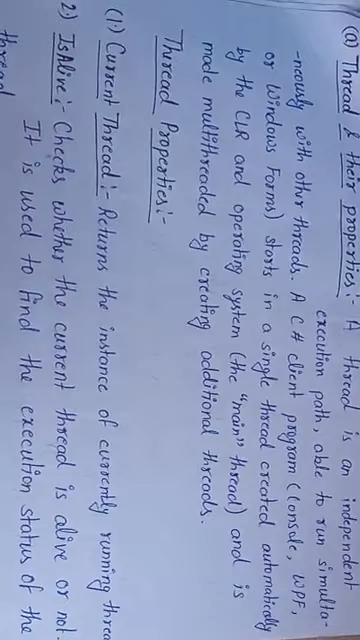 (a) Thread & their properties:- A thread is an independent
execution path, able to run simulta-
-neously with other threads. A C# client program (Console, WPF,
or Windows Forms) starts in a single thread created automatically
by the CLR and operating system (the "main" thread) and is
made multithreaded by creating additional threads.
Thread Properties:-
(1) Current Thread:- Returns the instance of currently running threa
2) IsAlive:- Checks whether the current thread is alive or not.
It is used to find the execution status of the
thread